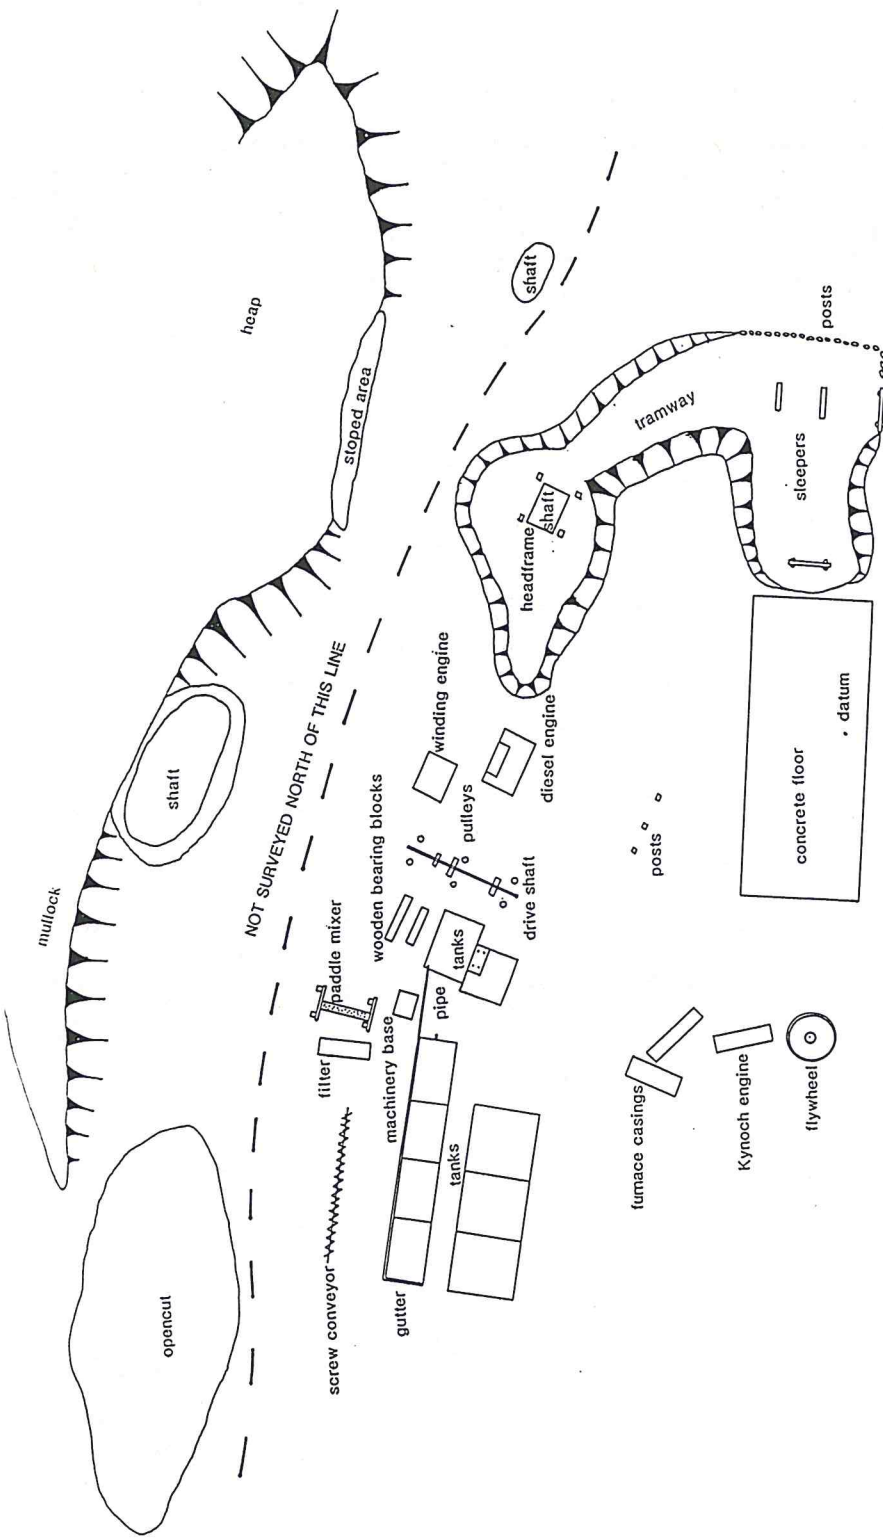 mullock
heap
shaft
stoped area
opencut
NOT SURVEYED NORTH OF THIS LINE
shaft
screw conveyor
filter
paddle mixer
wooden bearing blocks
winding engine
headframe
shaft
tramway
posts
gutter
machinery base
pipe
tanks
pulleys
diesel engine
drive shaft
tanks
sleepers
posts
furnace casings
Kynoch engine
flywheel
concrete floor
datum